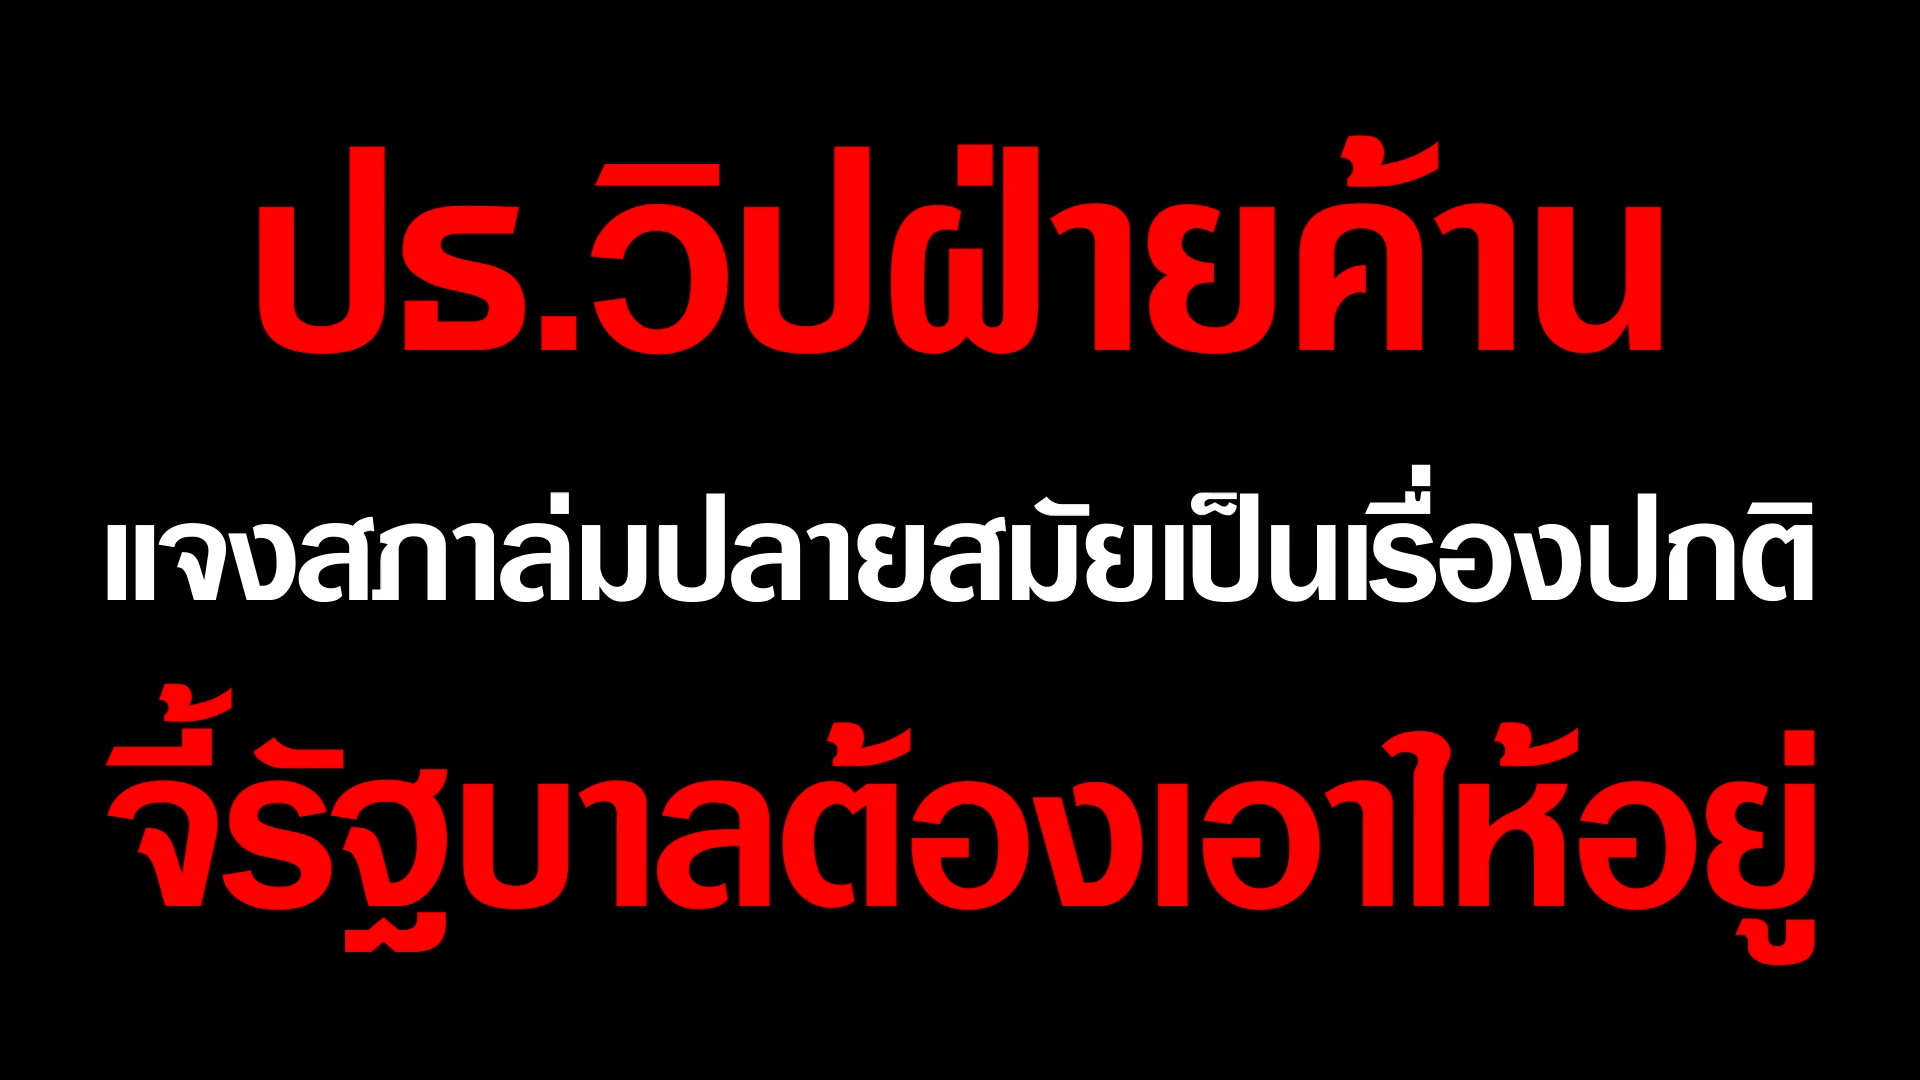 ปธ.วิปฝ่ายค้าน
แจงสภาล่มปลายสมัยเป็นเรื่องปกติ
จี้รัฐบาลต้องเอาให้อยู่